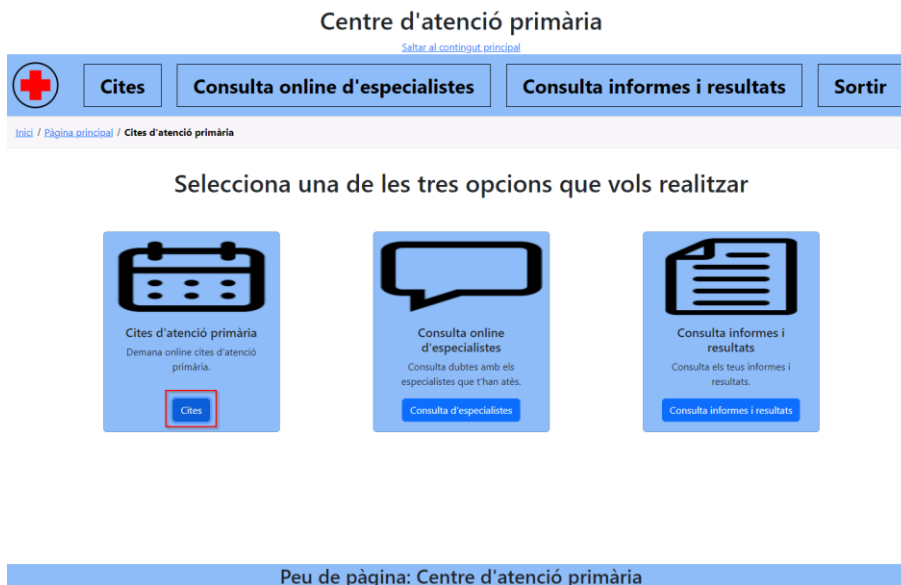 Centre d'atenció primària
Saltar al contingut principal
Cites
Consulta online d'especialistes
Consulta informes i resultats
Sortir
Inici / Pàgina principal / Cites d'atenció primària
Selecciona una de les tres opcions que vols realitzar
Cites d'atenció primària
Demana online cites d'atenció
primària.
Cites
Consulta online
d'especialistes
Consulta dubtes amb els
especialistes que t'han atès.
Consulta d'especialistes
Consulta informes i
resultats
Consulta els teus informes i
resultats.
Consulta informes i resultats
Peu de pàgina: Centre d'atenció primària